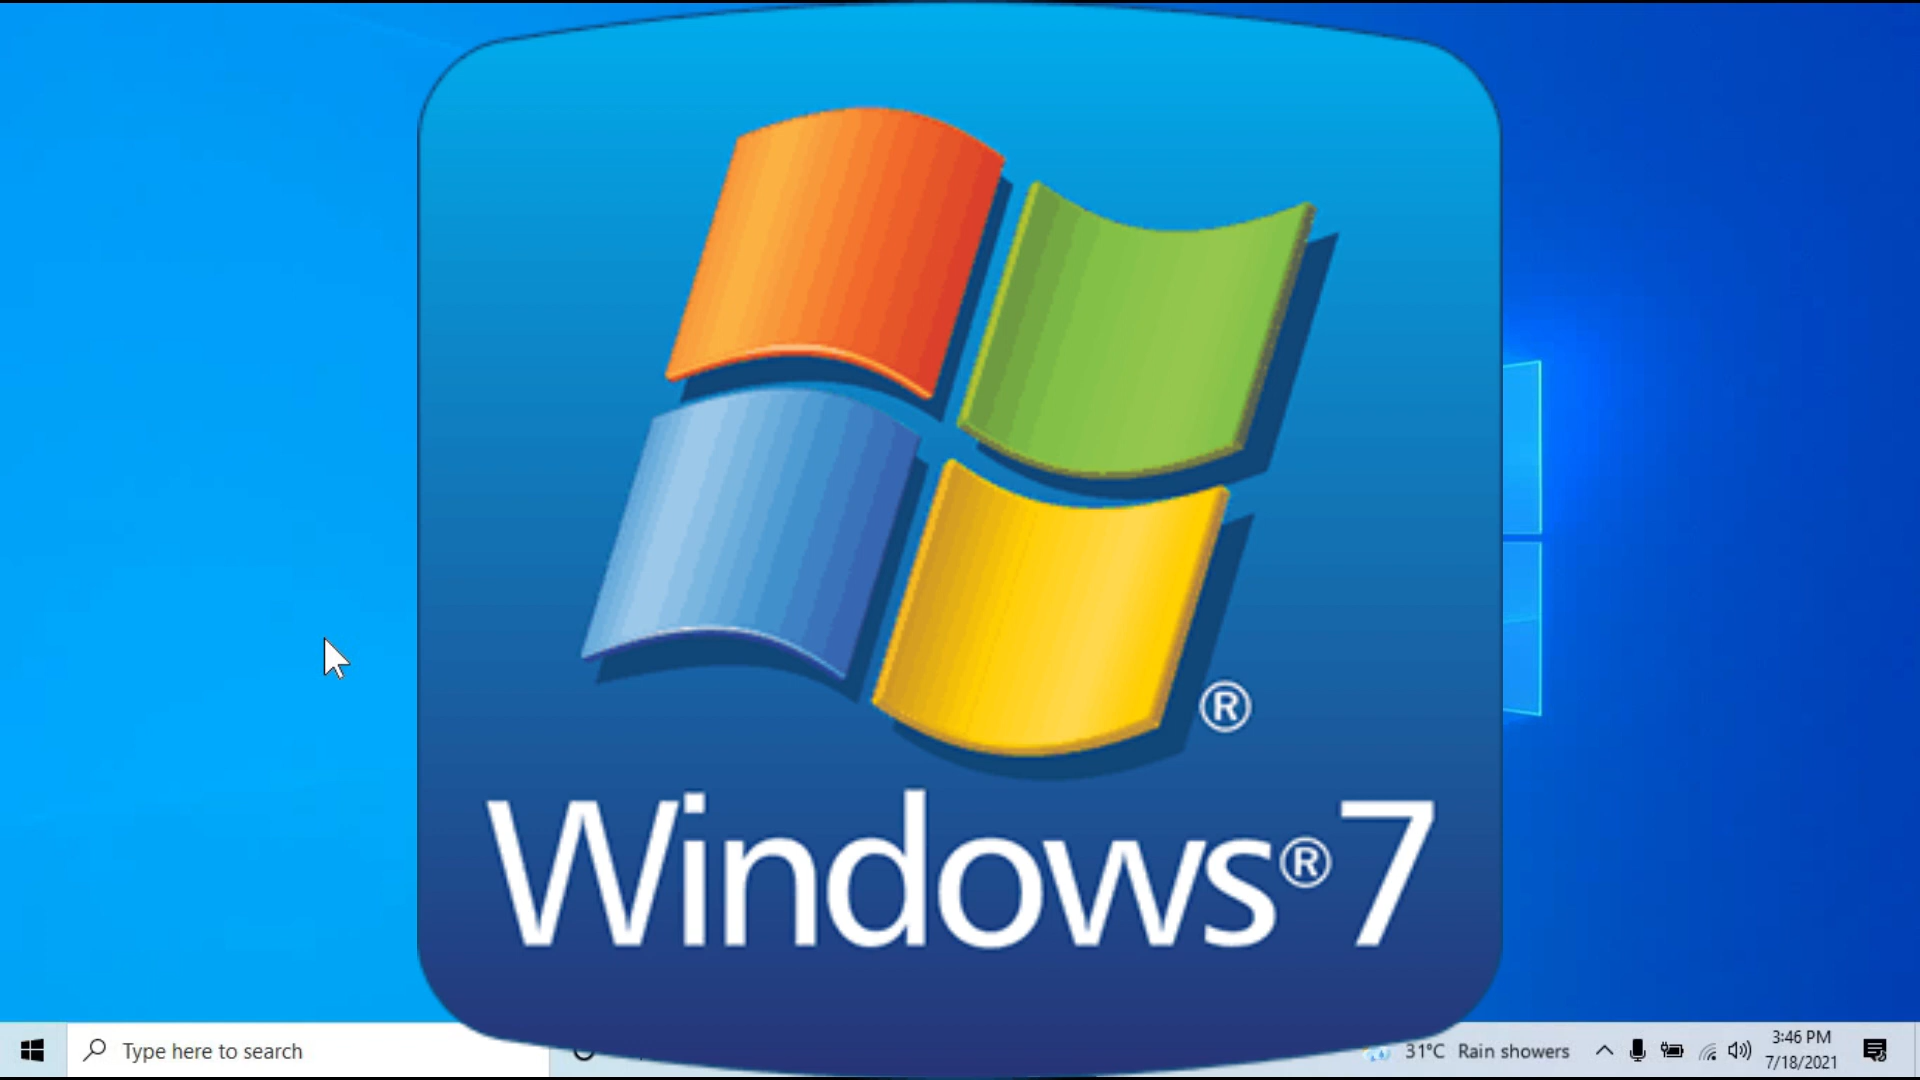 ®
Windows®7
Type here to search
31°C Rain showers
3:46 PM
7/18/2021